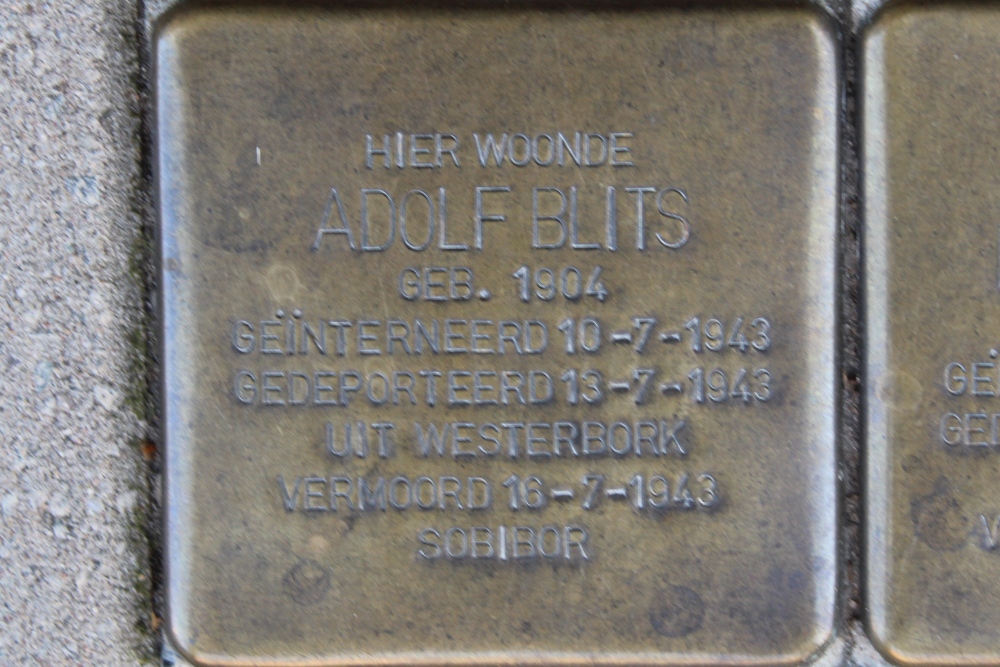 HIER WOONDE
ADOLF BLITS
GEB. 1904
GEÏNTERNEERD 10-7-1943
GEDEPORTEERD 13-7-1943
UIT WESTERBORK
VERMOORD 16-7-1943
SOBIBOR